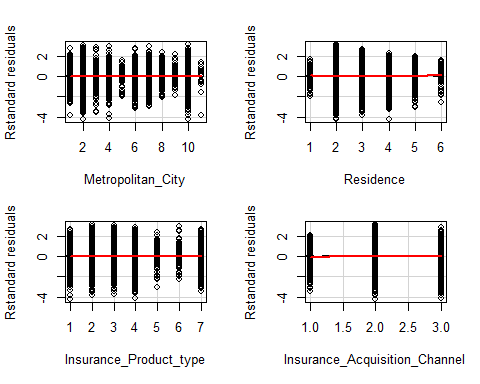 Rstandard residuals
2
0
-4
2 4 6 8 10
Metropolitan_City
Rstandard residuals
2
0
-4
1 2 3 4 5 6
Residence
Rstandard residuals
2
0
-4
1 2 3 4 5 6 7
Insurance_Product_type
Rstandard residuals
2
0
-4
1.0 1.5 2.0 2.5 3.0
Insurance_Acquisition_Channel